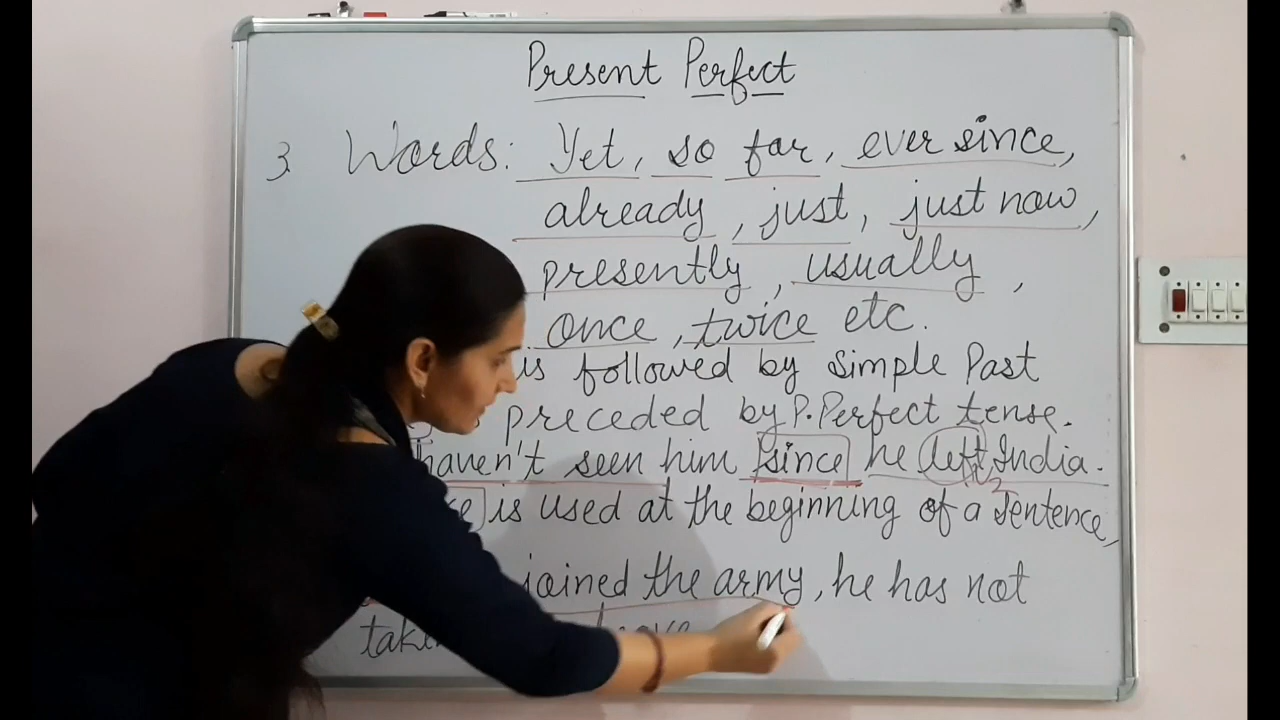 Present Perfect
3. Words: Yet, so far, ever since,
already, just, just now,
presently, usually,
once, twice etc.
is followed by Simple Past
preceded by P. Perfect tense.
haven't seen him since he left India.
is used at the beginning of a sentence,
joined the army, he has not